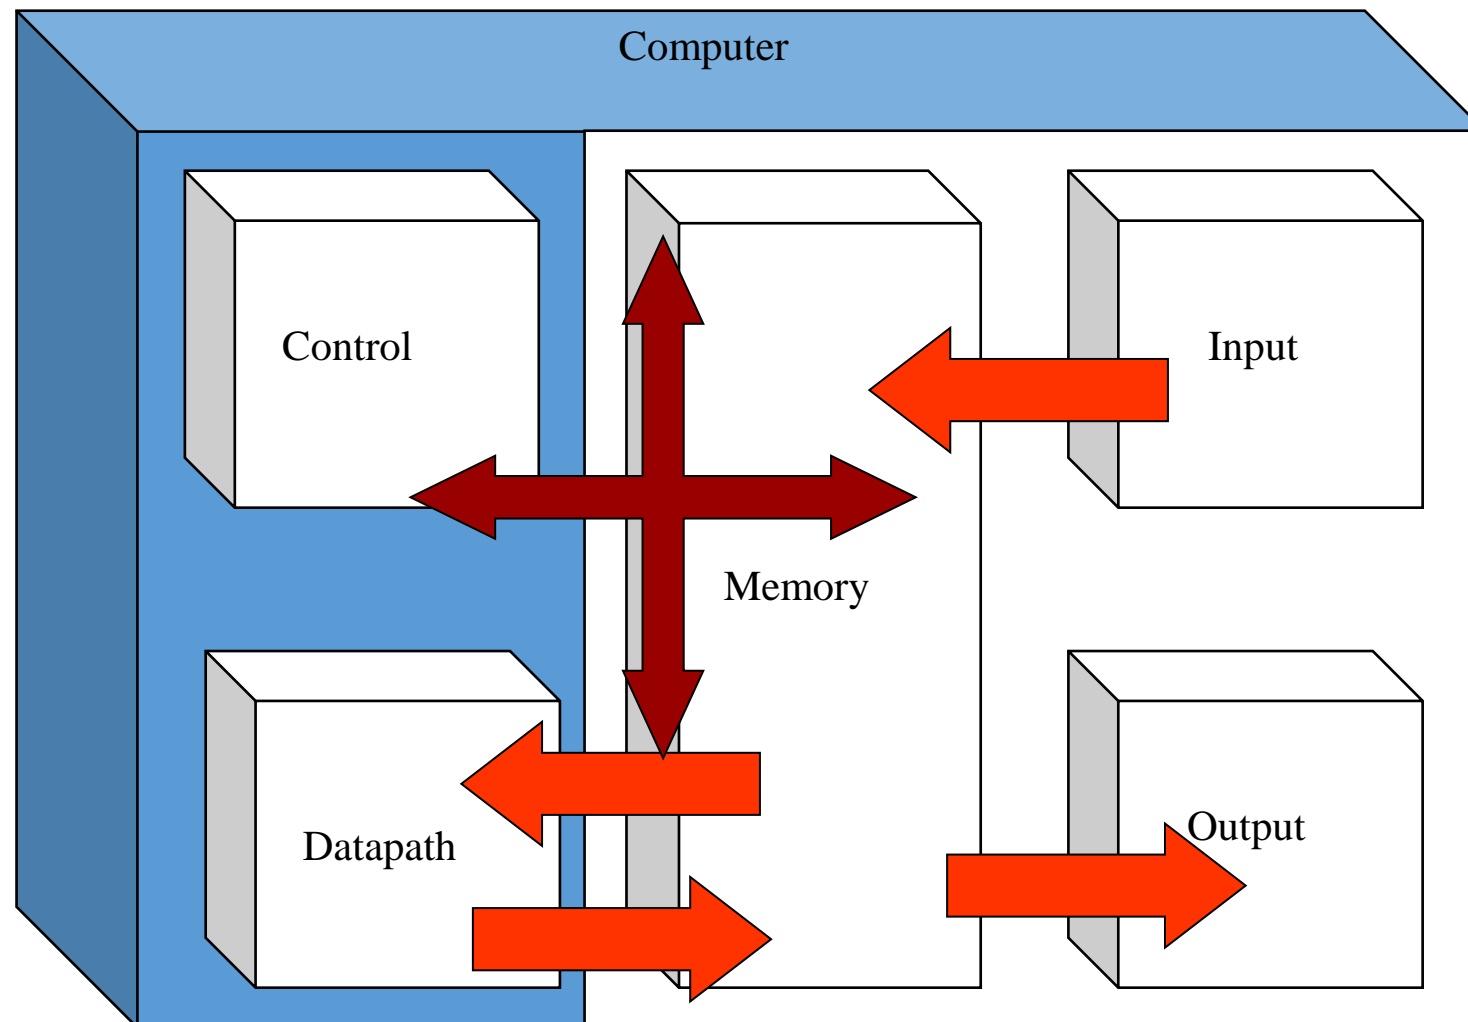 Computer
Control
Input
Memory
Datapath
Output